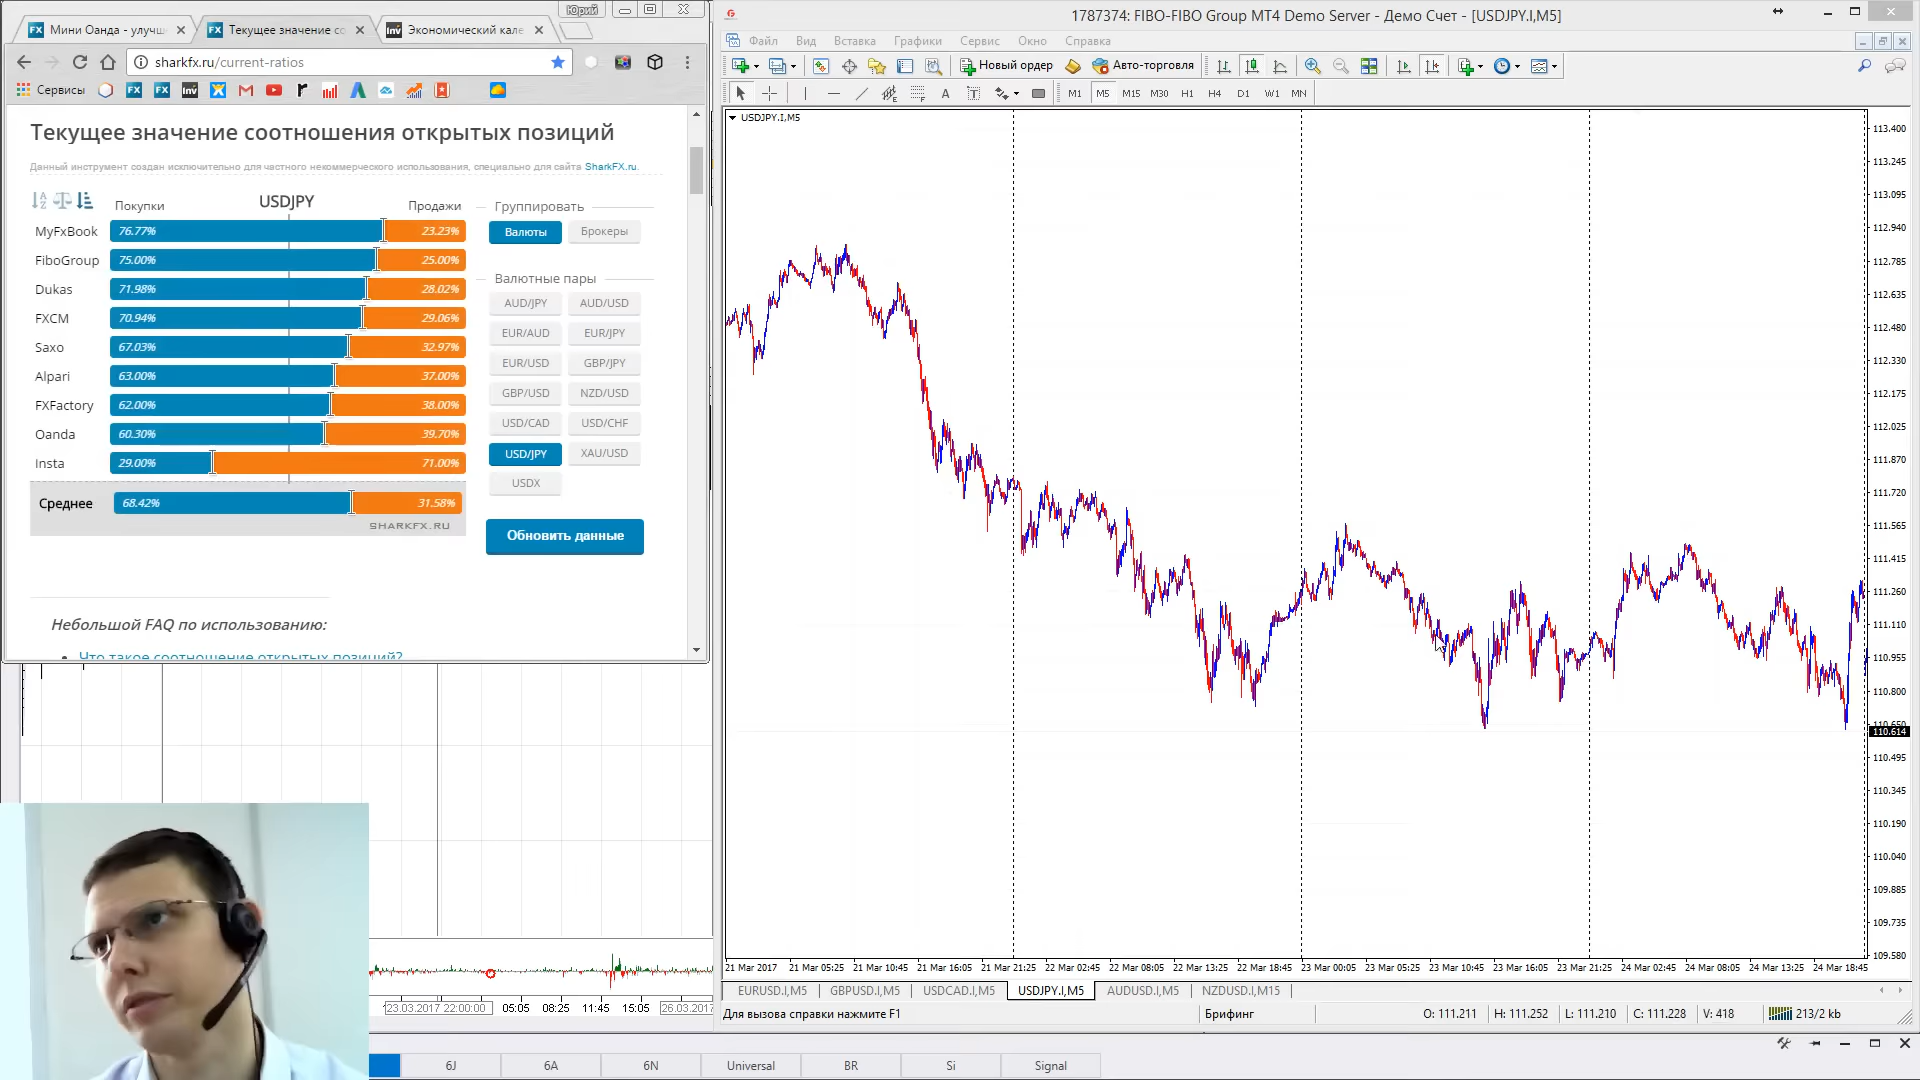 Юрий
Мини Оанда - улучш
Текущее значение со
Экономический кале
sharkfx.ru/current-ratios
Сервисы
Текущее значение соотношения открытых позиций
Данный инструмент создан исключительно для частного некоммерческого использования, специально для сайта SharkFX.ru.
Покупки USDJPY Продажи
MyFxBook 76.77% 23.23%
FiboGroup 75.00% 25.00%
Dukas 71.98% 28.02%
FXCM 70.94% 29.06%
Saxo 67.03% 32.97%
Alpari 63.00% 37.00%
FXFactory 62.00% 38.00%
Oanda 60.30% 39.70%
Insta 29.00% 71.00%
Среднее 68.42% 31.58%
SHARKFX.RU
Группировать
Валюты Брокеры
Валютные пары
AUD/JPY AUD/USD
EUR/AUD EUR/JPY
EUR/USD GBP/JPY
GBP/USD NZD/USD
USD/CAD USD/CHF
USD/JPY XAU/USD
USDX
Обновить данные
Небольшой FAQ по использованию:
Что такое соотношение открытых позиций?
1787374: FIBO-FIBO Group MT4 Demo Server - Демо Счет - [USDJPY.I,M5]
Файл Вид Вставка Графики Сервис Окно Справка
Новый ордер Авто-торговля
M1 M5 M15 M30 H1 H4 D1 W1 MN
USDJPY.I,M5
113.400
113.245
113.095
112.940
112.785
112.635
112.480
112.330
112.175
112.025
111.870
111.720
111.565
111.415
111.260
111.110
110.955
110.800
110.650
110.614
110.495
110.345
110.190
110.040
109.885
109.735
109.580
21 Mar 2017 21 Mar 05:25 21 Mar 10:45 21 Mar 16:05 21 Mar 21:25 22 Mar 02:45 22 Mar 08:05 22 Mar 13:25 22 Mar 18:45 23 Mar 00:05 23 Mar 05:25 23 Mar 10:45 23 Mar 16:05 23 Mar 21:25 24 Mar 02:45 24 Mar 08:05 24 Mar 13:25 24 Mar 18:45
EURUSD.I,M5 GBPUSD.I,M5 USDCAD.I,M5 USDJPY.I,M5 AUDUSD.I,M5 NZDUSD.I,M15
Для вызова справки нажмите F1 Брифинг O: 111.211 H: 111.252 L: 111.210 C: 111.228 V: 418 213/2 kb
23.03.2017 22:00:00 05:05 08:25 11:45 15:05 26.03.2017
6J 6A 6N Universal BR Si Signal